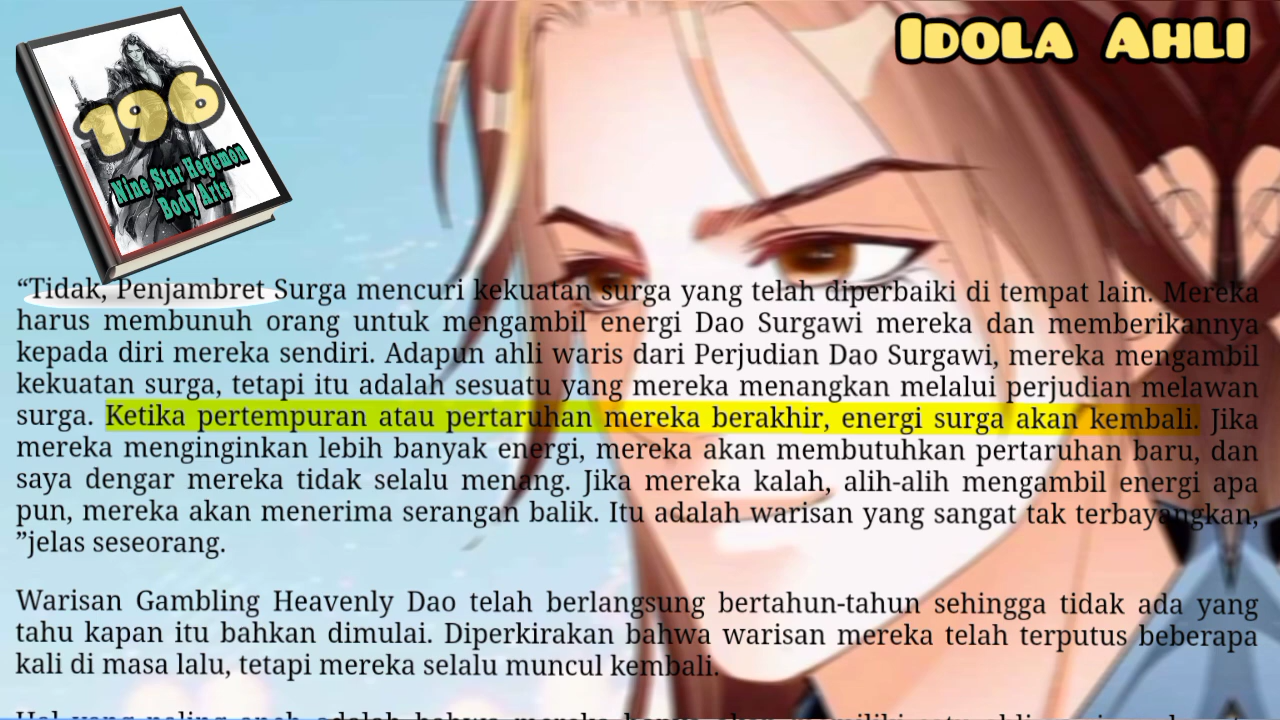 Idola Ahli
196
Nine Star Hegemon
Body Arts
“Tidak, Penjambret Surga mencuri kekuatan surga yang telah diperbaiki di tempat lain. Mereka
harus membunuh orang untuk mengambil energi Dao Surgawi mereka dan memberikannya
kepada diri mereka sendiri. Adapun ahli waris dari Perjudian Dao Surgawi, mereka mengambil
kekuatan surga, tetapi itu adalah sesuatu yang mereka menangkan melalui perjudian melawan
surga. Ketika pertempuran atau pertaruhan mereka berakhir, energi surga akan kembali. Jika
mereka menginginkan lebih banyak energi, mereka akan membutuhkan pertaruhan baru, dan
saya dengar mereka tidak selalu menang. Jika mereka kalah, alih-alih mengambil energi apa
pun, mereka akan menerima serangan balik. Itu adalah warisan yang sangat tak terbayangkan,
”jelas seseorang.
Warisan Gambling Heavenly Dao telah berlangsung bertahun-tahun sehingga tidak ada yang
tahu kapan itu bahkan dimulai. Diperkirakan bahwa warisan mereka telah terputus beberapa
kali di masa lalu, tetapi mereka selalu muncul kembali.